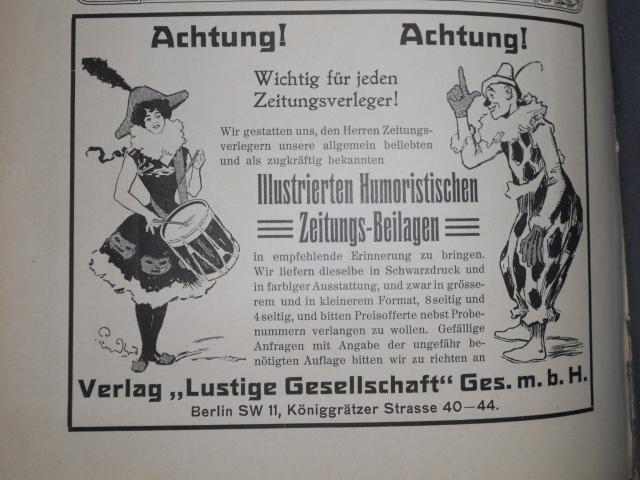 Achtung! Achtung!
Wichtig für jeden
Zeitungsverleger!
Wir gestatten uns, den Herren Zeitungs-
verlegern unsere allgemein beliebten
und als zugkräftig bekannten
Illustrierten Humoristischen
Zeitungs-Beilagen
in empfehlende Erinnerung zu bringen.
Wir liefern dieselbe in Schwarzdruck und
in farbiger Ausstattung, und zwar in grösse-
rem und in kleinerem Format, 8seitig und
4seitig, und bitten Preisofferte nebst Probe-
nummern verlangen zu wollen. Gefällige
Anfragen mit Angabe der ungefähr be-
nötigten Auflage bitten wir zu richten an
Verlag „Lustige Gesellschaft“ Ges. m. b. H.
Berlin SW 11, Königgrätzer Strasse 40—44.